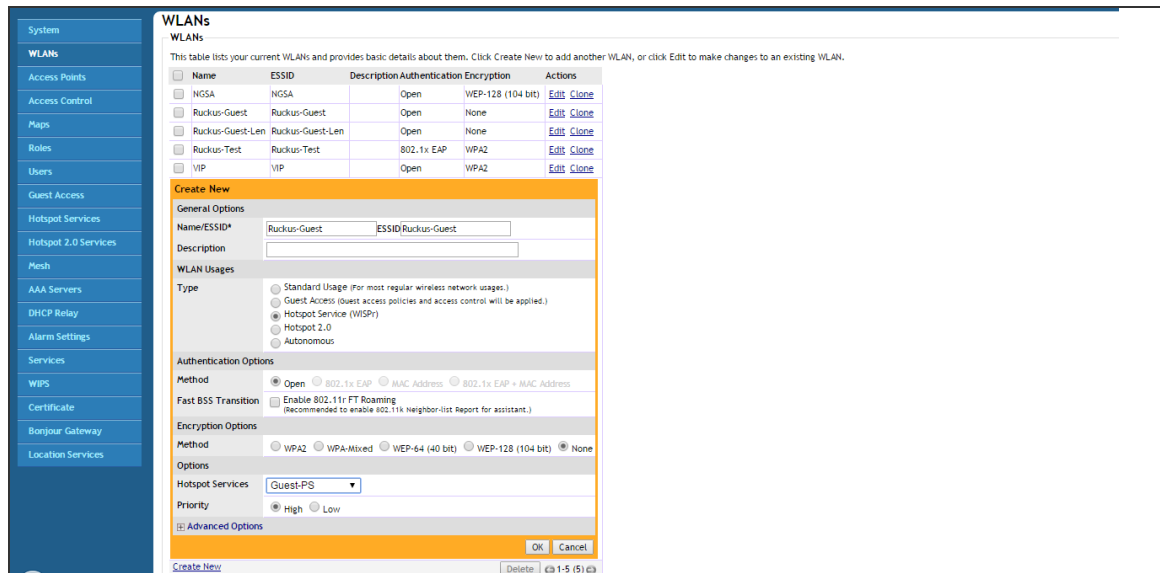 WLANs
System
WLANs
Access Points
Access Control
Maps
Roles
Users
Guest Access
Hotspot Services
Hotspot 2.0 Services
Mesh
AAA Servers
DHCP Relay
Alarm Settings
Services
WIPS
Certificate
Bonjour Gateway
Location Services
WLANs
This table lists your current WLANs and provides basic details about them. Click Create New to add another WLAN, or click Edit to make changes to an existing WLAN.
Name ESSID Description Authentication Encryption Actions
NGSA NGSA Open WEP-128 (104 bit) Edit Clone
Ruckus-Guest Ruckus-Guest Open None Edit Clone
Ruckus-Guest-Len Ruckus-Guest-Len Open None Edit Clone
Ruckus-Test Ruckus-Test 802.1x EAP WPA2 Edit Clone
VIP VIP Open WPA2 Edit Clone
Create New
General Options
Name/ESSID* Ruckus-Guest ESSID Ruckus-Guest
Description
WLAN Usages
Type Standard Usage (For most regular wireless network usages.)
Guest Access (Guest access policies and access control will be applied.)
Hotspot Service (WISPr)
Hotspot 2.0
Autonomous
Authentication Options
Method Open 802.1x EAP MAC Address 802.1x EAP + MAC Address
Fast BSS Transition Enable 802.11r FT Roaming
(Recommended to enable 802.11k Neighbor-list Report for assistant.)
Encryption Options
Method WPA2 WPA-Mixed WEP-64 (40 bit) WEP-128 (104 bit) None
Options
Hotspot Services Guest-PS
Priority High Low
Advanced Options
OK Cancel
Create New Delete 1-5 (5)